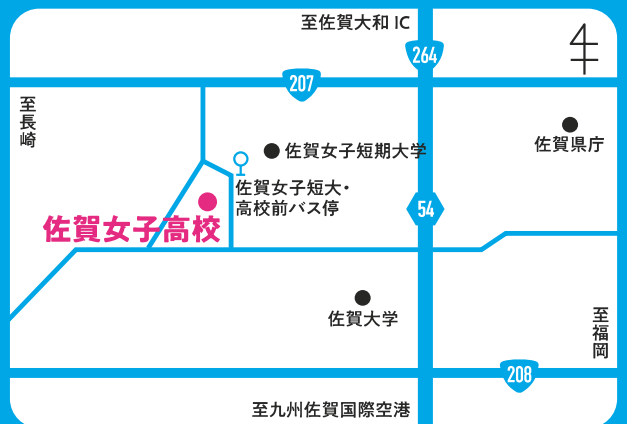 至佐賀大和 IC
264
207
至長崎
佐賀県庁
佐賀女子短期大学
佐賀女子短大・
高校前バス停
54
佐賀女子高校
佐賀大学
至福岡
208
至九州佐賀国際空港